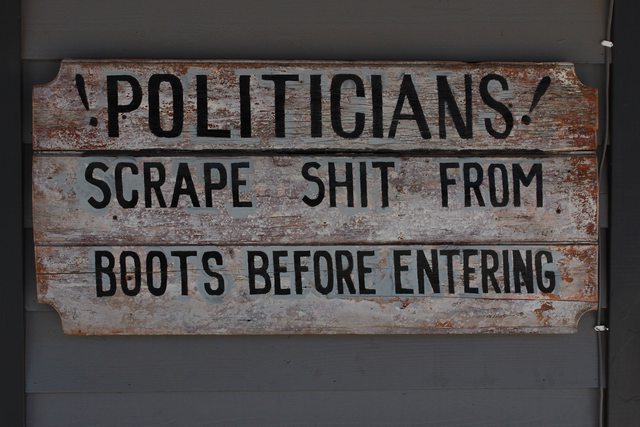 !POLITICIANS!
SCRAPE SHIT FROM
BOOTS BEFORE ENTERING